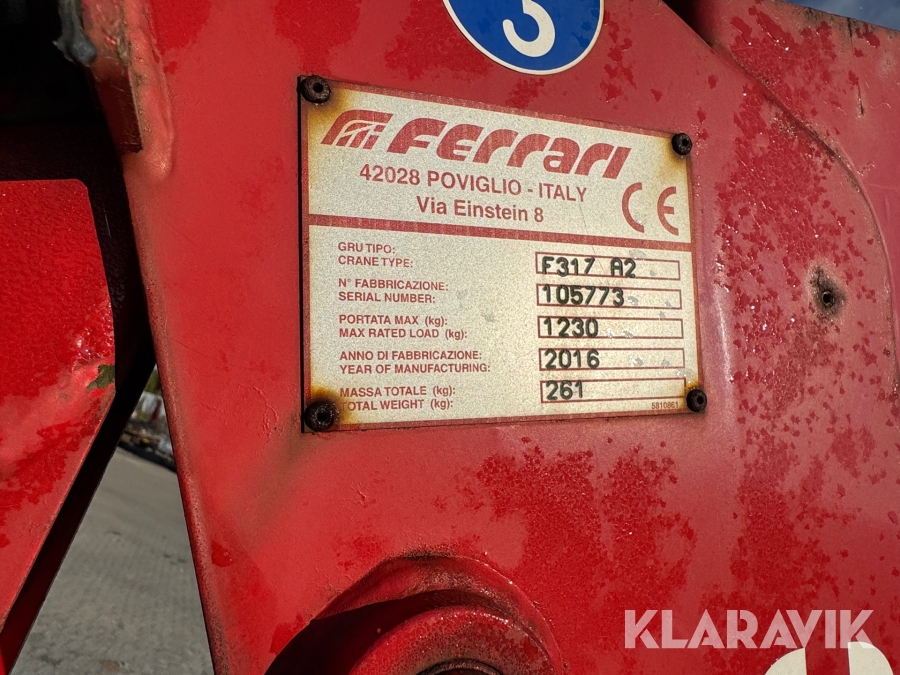 3
Ferrari
42028 POVIGLIO - ITALY
Via Einstein 8
CE
GRU TIPO:
CRANE TYPE:
F317 A2
N° FABBRICAZIONE:
SERIAL NUMBER:
105773
PORTATA MAX (kg):
MAX RATED LOAD (kg):
1230
ANNO DI FABBRICAZIONE:
YEAR OF MANUFACTURING:
2016
MASSA TOTALE (kg):
TOTAL WEIGHT (kg):
261
5810861
KLARAVIK